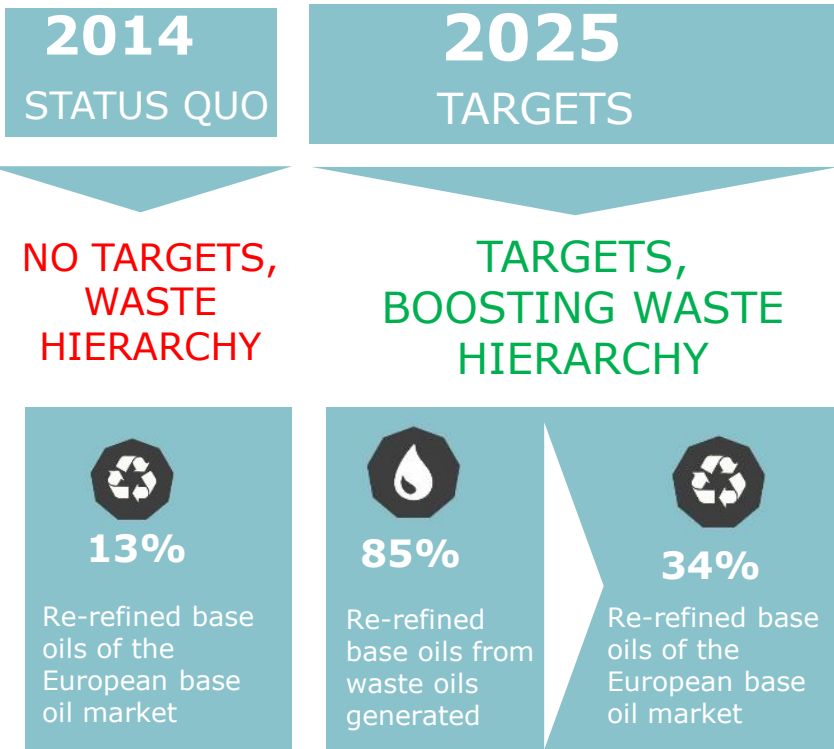 2014
STATUS QUO
2025
TARGETS
NO TARGETS,
WASTE
HIERARCHY
TARGETS,
BOOSTING WASTE
HIERARCHY
13%
Re-refined base
oils of the
European base
oil market
85%
Re-refined
base oils from
waste oils
generated
34%
Re-refined base
oils of the
European base
oil market